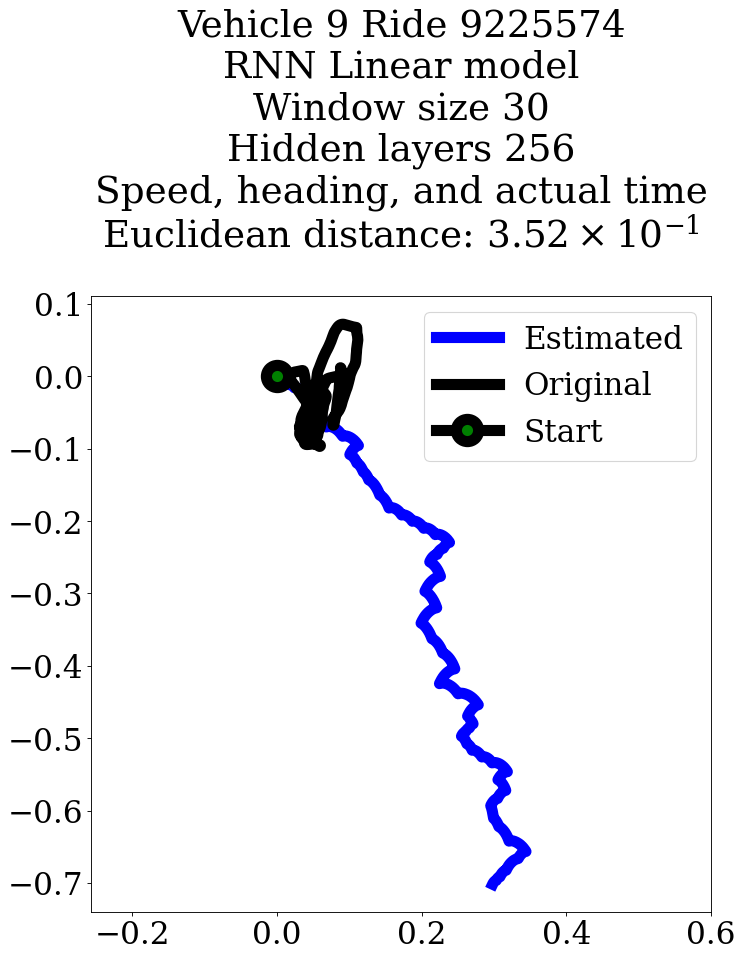 Vehicle 9 Ride 9225574
RNN Linear model
Window size 30
Hidden layers 256
Speed, heading, and actual time
Euclidean distance: 3.52 × 10⁻¹
Estimated
Original
Start
0.1
0.0
−0.1
−0.2
−0.3
−0.4
−0.5
−0.6
−0.7
−0.2 0.0 0.2 0.4 0.6